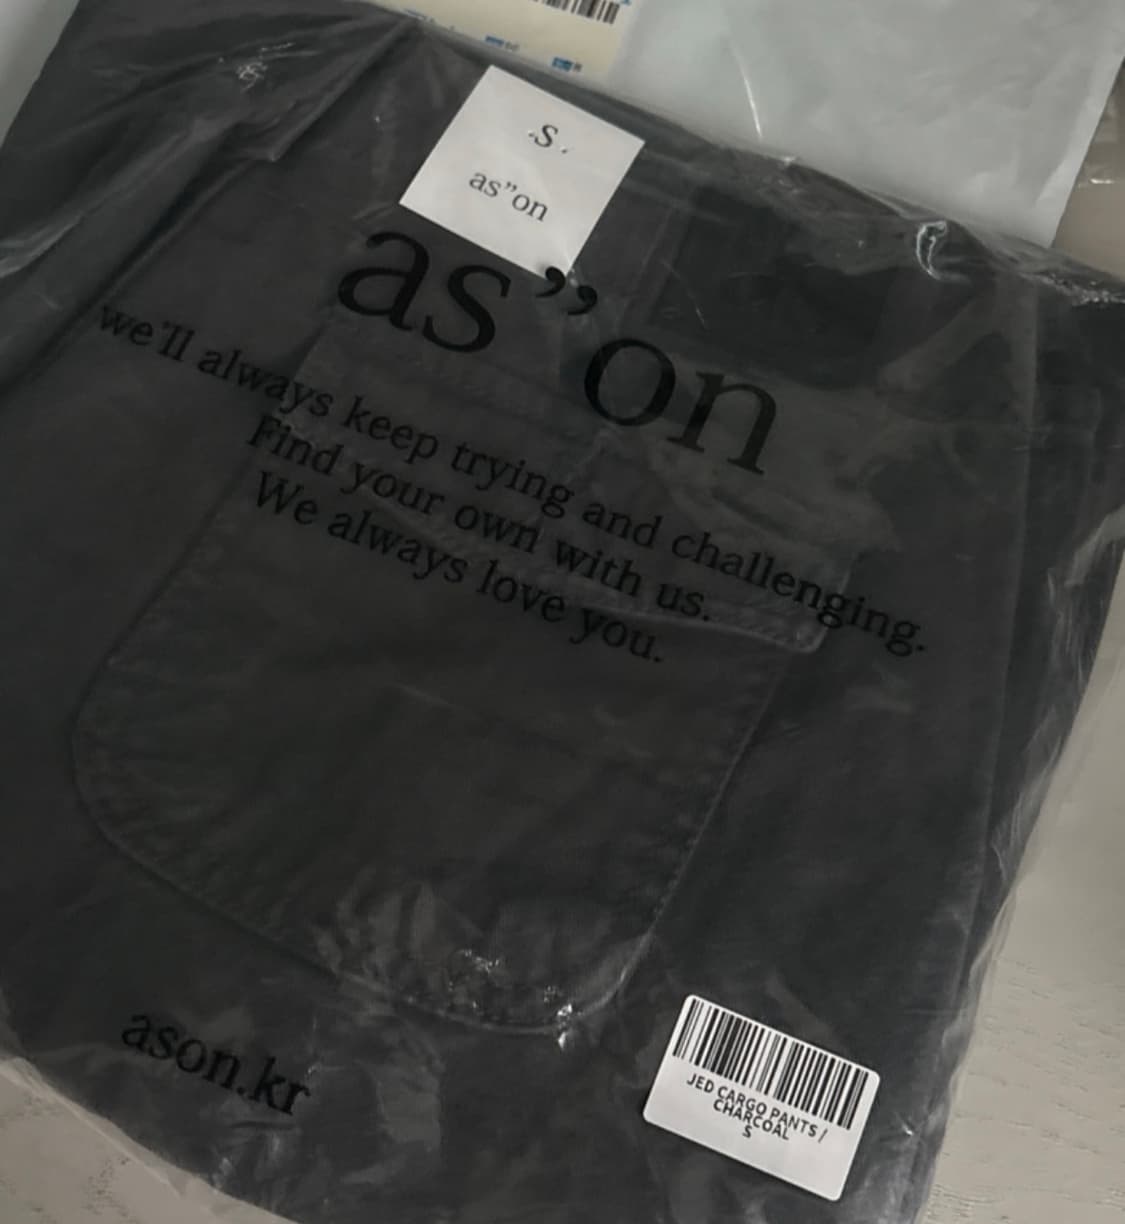 .S.
as”on
as”on
we'll always keep trying and challenging.
Find your own with us.
We always love you.
ason.kr
JED CARGO PANTS /
CHARCOAL
S